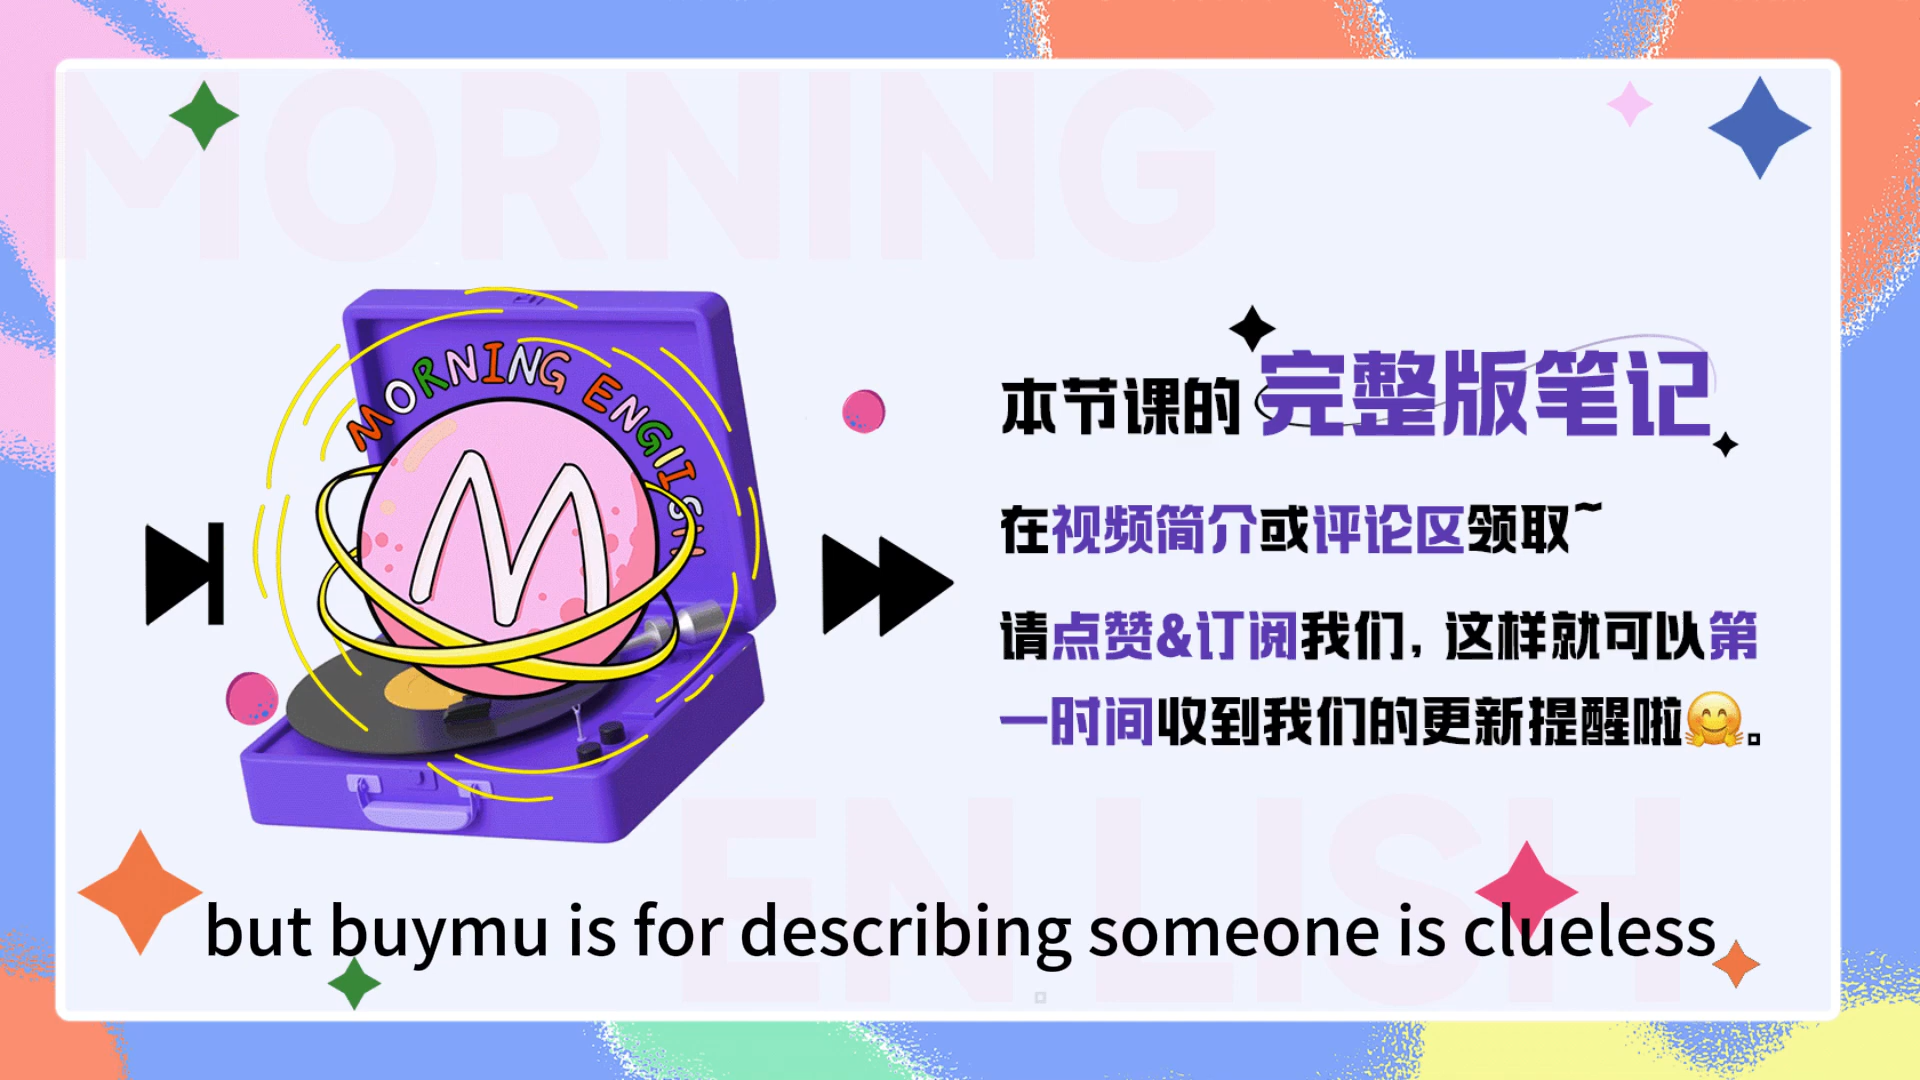 MORNING
MORNING ENGlISH
M
本节课的完整版笔记
在视频简介或评论区领取~
请点赞&订阅我们,这样就可以第
一时间收到我们的更新提醒啦🤗。
EN LISH
but buymu is for describing someone is clueless